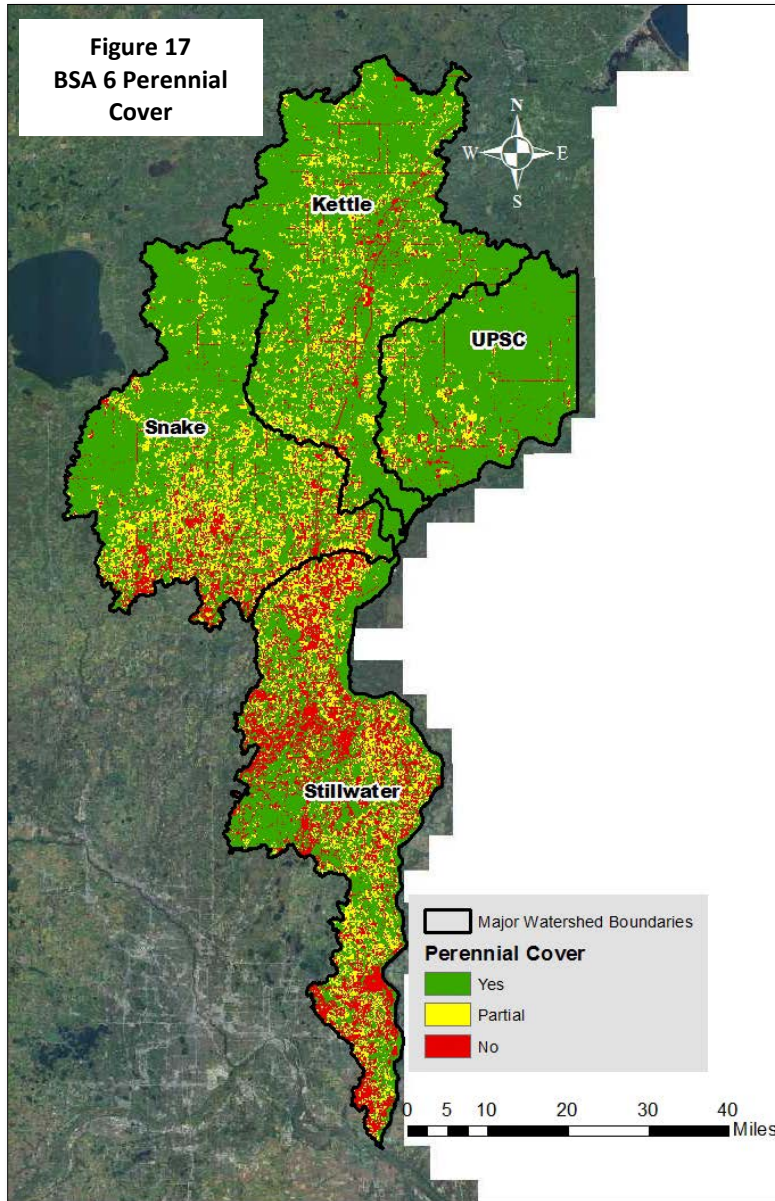 Figure 17
BSA 6 Perennial
Cover
N
W E
S
Kettle
UPSC
Snake
Stillwater
Major Watershed Boundaries
Perennial Cover
Yes
Partial
No
0 5 10 20 30 40
Miles